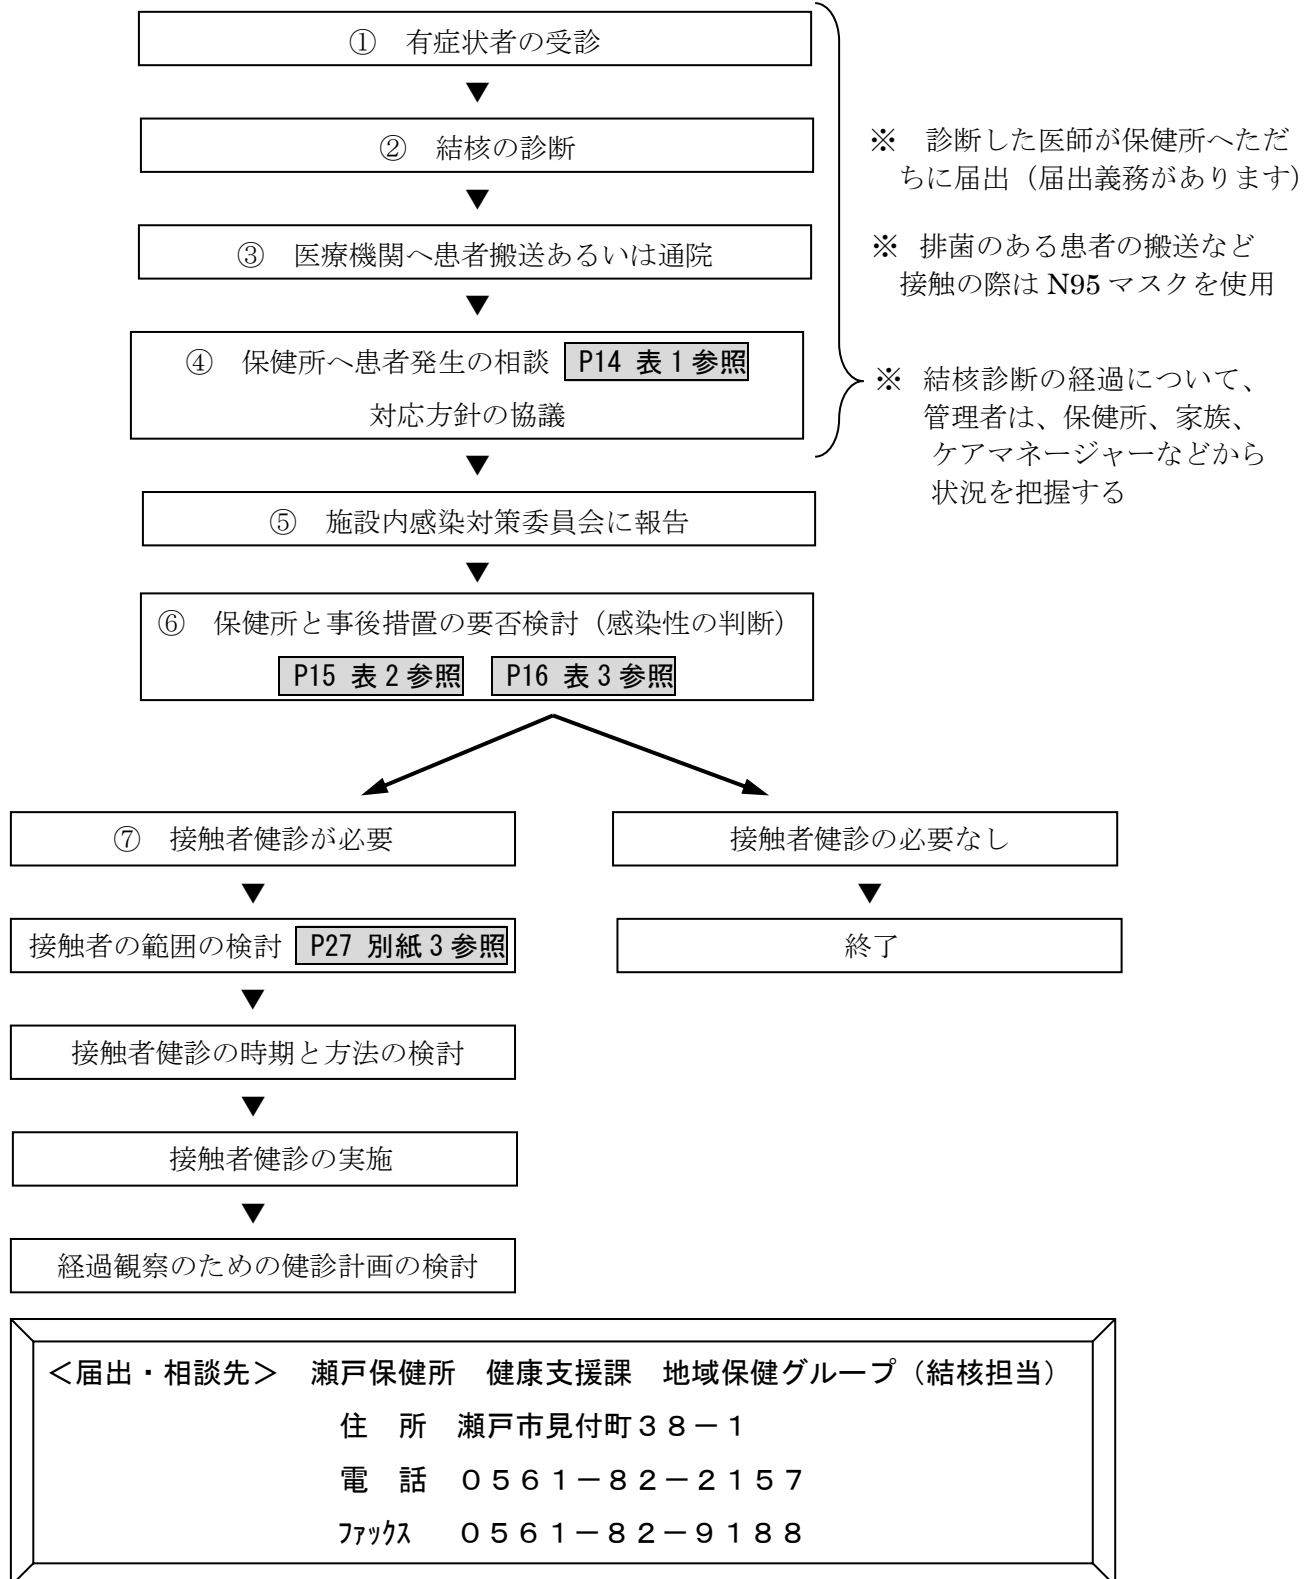 ① 有症状者の受診
▼
② 結核の診断
▼
③ 医療機関へ患者搬送あるいは通院
▼
④ 保健所へ患者発生の相談 P14 表1参照
対応方針の協議
▼
⑤ 施設内感染対策委員会に報告
▼
⑥ 保健所と事後措置の要否検討（感染性の判断）
P15 表2参照 P16 表3参照
※ 診断した医師が保健所へただ
ちに届出（届出義務があります）
※ 排菌のある患者の搬送など
接触の際は N95 マスクを使用
※ 結核診断の経過について、
管理者は、保健所、家族、
ケアマネージャーなどから
状況を把握する
⑦ 接触者健診が必要
▼
接触者の範囲の検討 P27 別紙3参照
▼
接触者健診の時期と方法の検討
▼
接触者健診の実施
▼
経過観察のための健診計画の検討
接触者健診の必要なし
▼
終了
＜届出・相談先＞ 瀬戸保健所 健康支援課 地域保健グループ（結核担当）
住 所 瀬戸市見付町３８－１
電 話 ０５６１－８２－２１５７
ﾌｧｯｸｽ ０５６１－８２－９１８８